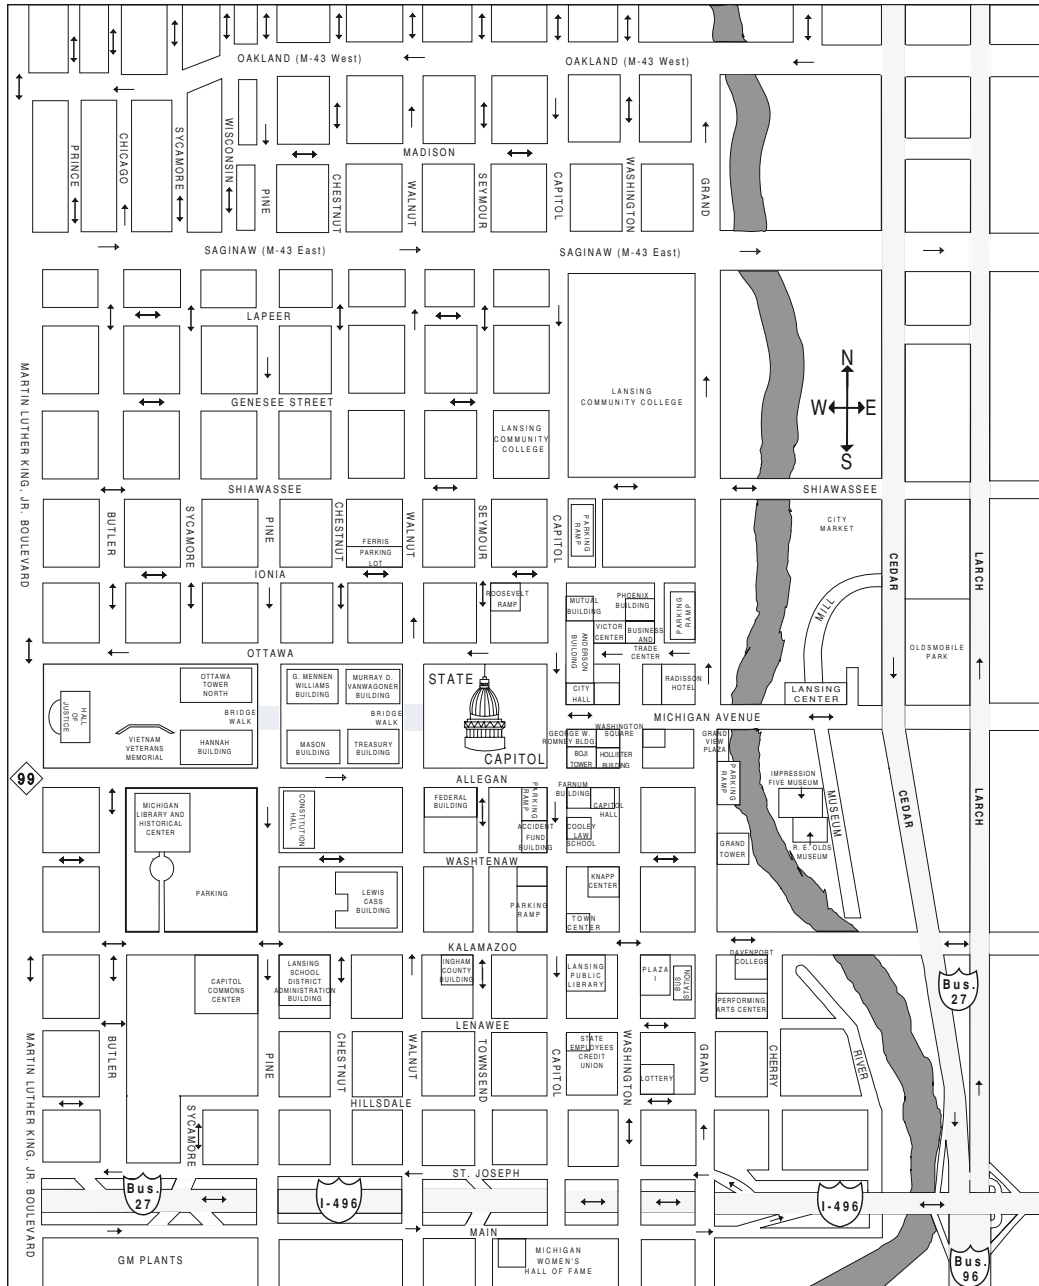 OAKLAND (M-43 West)
OAKLAND (M-43 West)
PRINCE
CHICAGO
SYCAMORE
WISCONSIN
PINE
CHESTNUT
MADISON
WALNUT
SEYMOUR
CAPITOL
WASHINGTON
GRAND
SAGINAW (M-43 East)
SAGINAW (M-43 East)
LAPEER
MARTIN LUTHER KING, JR. BOULEVARD
GENESEE STREET
LANSING
COMMUNITY COLLEGE
LANSING
COMMUNITY
COLLEGE
N
W
E
S
SHIAWASSEE
SHIAWASSEE
BUTLER
SYCAMORE
PINE
CHESTNUT
FERRIS
PARKING
LOT
WALNUT
SEYMOUR
CAPITOL
PARKING
RAMP
CITY
MARKET
CEDAR
LARCH
IONIA
ROOSEVELT
RAMP
MUTUAL
BUILDING
PHOENIX
BUILDING
VICTOR
CENTER
BUSINESS
AND
TRADE
CENTER
ANDERSON
BUILDING
PARKING
RAMP
MILL
OLDSMOBILE
PARK
OTTAWA
OTTAWA
TOWER
NORTH
G. MENNEN
WILLIAMS
BUILDING
MURRAY D.
VANWAGONER
BUILDING
STATE
CAPITOL
CITY
HALL
RADISSON
HOTEL
LANSING
CENTER
HALL
OF
JUSTICE
BRIDGE
WALK
BRIDGE
WALK
MICHIGAN AVENUE
VIETNAM
VETERANS
MEMORIAL
HANNAH
BUILDING
MASON
BUILDING
TREASURY
BUILDING
GEORGE W.
ROMNEY BLDG.
WASHINGTON
SQUARE
BOJI
TOWER
HOLLISTER
BUILDING
GRAND
VIEW
PLAZA
PARKING
RAMP
IMPRESSION
FIVE MUSEUM
R. E. OLDS
MUSEUM
MUSEUM
CEDAR
LARCH
99
ALLEGAN
MICHIGAN
LIBRARY AND
HISTORICAL
CENTER
CONSTITUTION
HALL
FEDERAL
BUILDING
PARKING
RAMP
ACCIDENT
FUND
BUILDING
FARNUM
BUILDING
CAPITOL
HALL
COOLEY
LAW
SCHOOL
GRAND
TOWER
WASHTENAW
PARKING
LEWIS
CASS
BUILDING
PARKING
RAMP
KNAPP
CENTER
TOWN
CENTER
KALAMAZOO
CAPITOL
COMMONS
CENTER
LANSING
SCHOOL
DISTRICT
ADMINISTRATION
BUILDING
INGHAM
COUNTY
BUILDING
LANSING
PUBLIC
LIBRARY
PLAZA
I
BUS
STATION
DAVENPORT
COLLEGE
PERFORMING
ARTS CENTER
Bus.
27
LENAWEE
MARTIN LUTHER KING, JR. BOULEVARD
BUTLER
PINE
CHESTNUT
WALNUT
TOWNSEND
CAPITOL
STATE
EMPLOYEES
CREDIT
UNION
WASHINGTON
LOTTERY
GRAND
CHERRY
RIVER
HILLSDALE
SYCAMORE
ST. JOSEPH
Bus.
27
I-496
I-496
MAIN
GM PLANTS
MICHIGAN
WOMEN'S
HALL OF FAME
Bus.
96